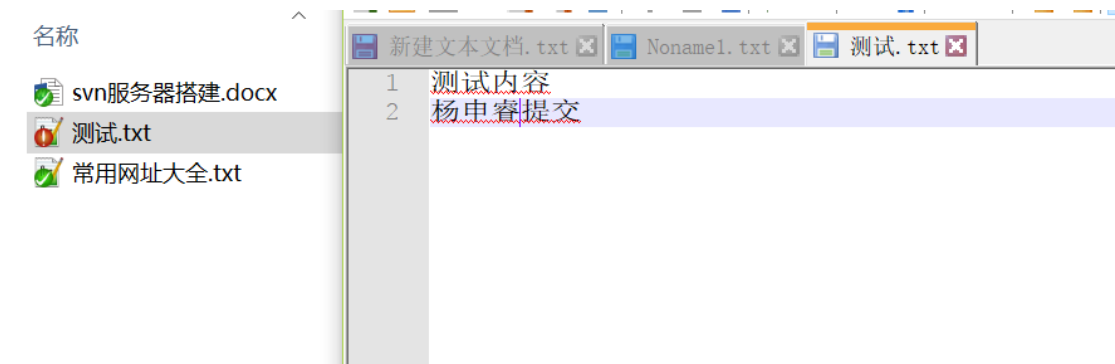 名称
svn服务器搭建.docx
测试.txt
常用网址大全.txt
新建文本文档.txt
Noname1.txt
测试.txt
1 测试内容
2 杨申睿提交